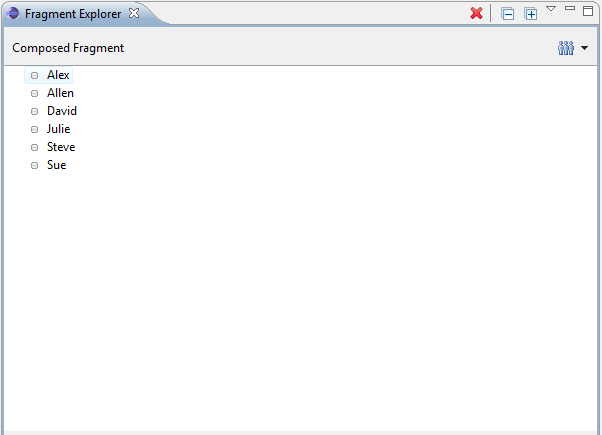 Fragment Explorer
Composed Fragment
Alex
Allen
David
Julie
Steve
Sue